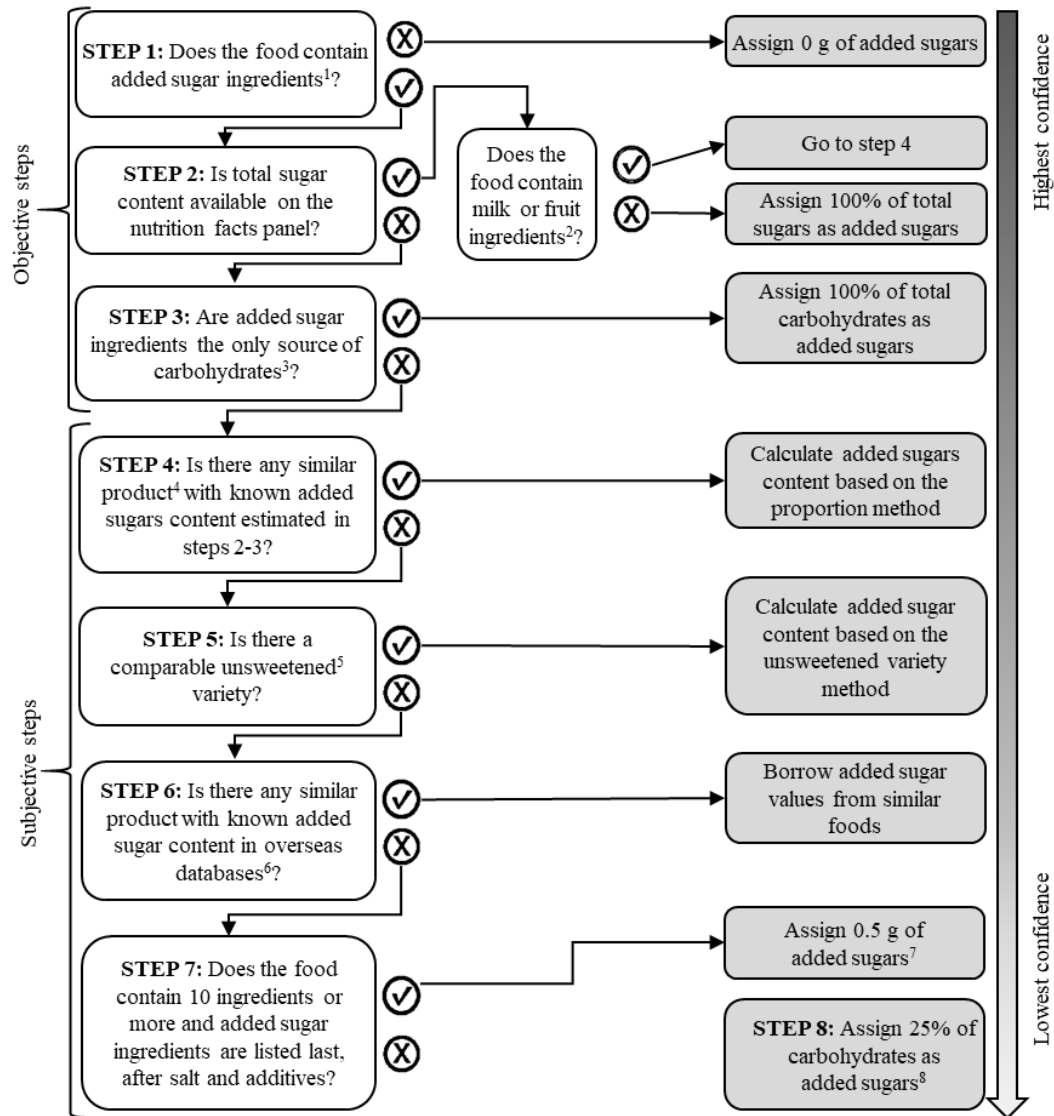 STEP 1: Does the food contain
added sugar ingredients¹?
Assign 0 g of added sugars
STEP 2: Is total sugar
content available on the
nutrition facts panel?
Does the
food contain
milk or fruit
ingredients²?
Go to step 4
Assign 100% of total
sugars as added sugars
STEP 3: Are added sugar
ingredients the only source of
carbohydrates³?
Assign 100% of total
carbohydrates as
added sugars
STEP 4: Is there any similar
product⁴ with known added
sugars content estimated in
steps 2-3?
Calculate added sugars
content based on the
proportion method
STEP 5: Is there a
comparable unsweetened⁵
variety?
Calculate added sugar
content based on the
unsweetened variety
method
STEP 6: Is there any similar
product with known added
sugar content in overseas
databases⁶?
Borrow added sugar
values from similar
foods
STEP 7: Does the food
contain 10 ingredients or
more and added sugar
ingredients are listed last,
after salt and additives?
Assign 0.5 g of
added sugars⁷
STEP 8: Assign 25% of
carbohydrates as
added sugars⁸
Objective steps
Subjective steps
Highest confidence
Lowest confidence